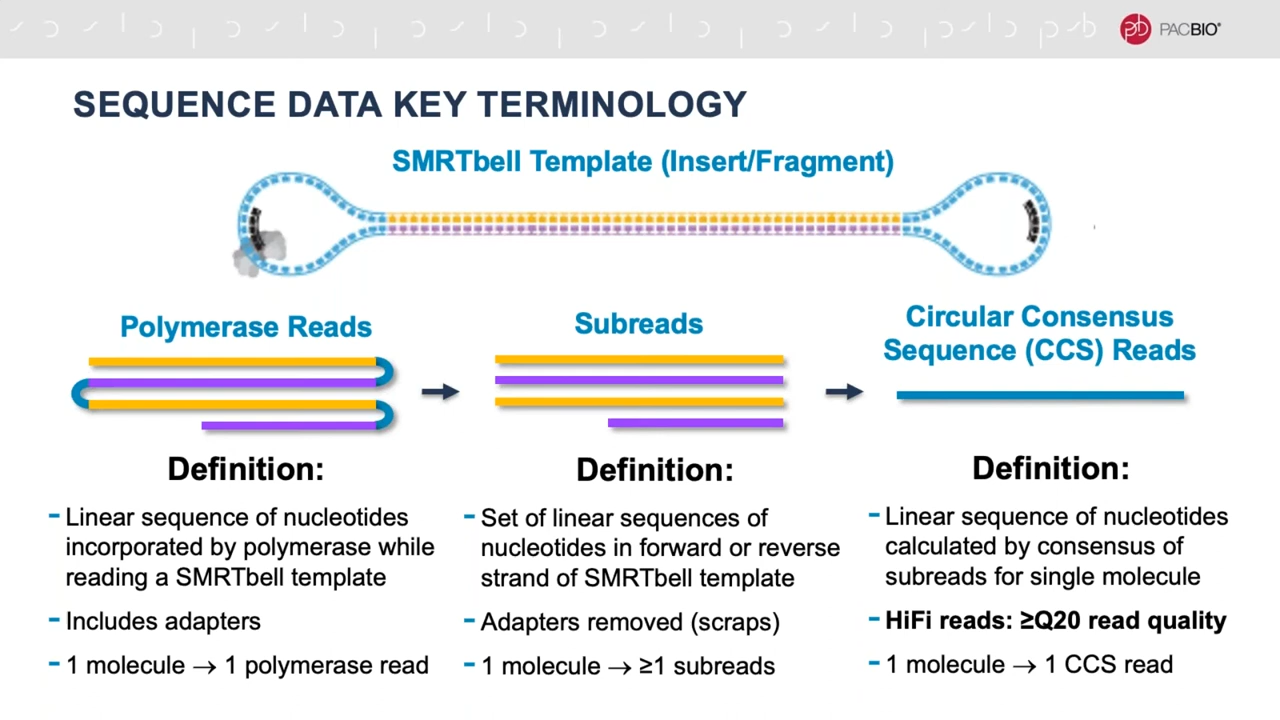 PACBIO®
SEQUENCE DATA KEY TERMINOLOGY
SMRTbell Template (Insert/Fragment)
Polymerase Reads
Definition:
- Linear sequence of nucleotides
incorporated by polymerase while
reading a SMRTbell template
- Includes adapters
- 1 molecule → 1 polymerase read
Subreads
Definition:
- Set of linear sequences of
nucleotides in forward or reverse
strand of SMRTbell template
- Adapters removed (scraps)
- 1 molecule → ≥1 subreads
Circular Consensus
Sequence (CCS) Reads
Definition:
- Linear sequence of nucleotides
calculated by consensus of
subreads for single molecule
- HiFi reads: ≥Q20 read quality
- 1 molecule → 1 CCS read